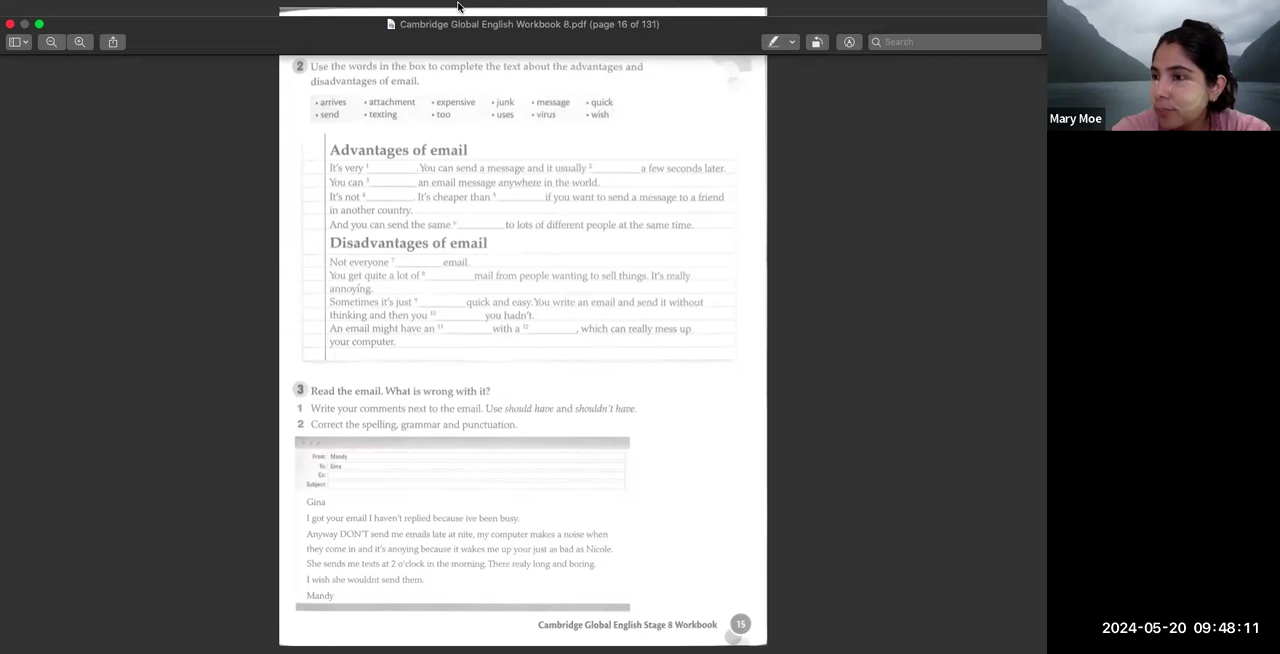 Cambridge Global English Workbook 8.pdf (page 16 of 131)
Search
2 Use the words in the box to complete the text about the advantages and
disadvantages of email.
• arrives • attachment • expensive • junk • message • quick
• send • texting • too • uses • virus • wish
Advantages of email
It's very 1 ________. You can send a message and it usually 2 ________ a few seconds later.
You can 3 ________ an email message anywhere in the world.
It's not 4 ________. It's cheaper than 5 ________ if you want to send a message to a friend
in another country.
And you can send the same 6 ________ to lots of different people at the same time.
Disadvantages of email
Not everyone 7 ________ email.
You get quite a lot of 8 ________ mail from people wanting to sell things. It's really
annoying.
Sometimes it's just 9 ________ quick and easy. You write an email and send it without
thinking and then you 10 ________ you hadn't.
An email might have an 11 ________ with a 12 ________, which can really mess up
your computer.
3 Read the email. What is wrong with it?
1 Write your comments next to the email. Use should have and shouldn't have.
2 Correct the spelling, grammar and punctuation.
From: Mandy
To: Gina
Cc:
Subject:
Gina
I got your email I haven't replied because ive been busy.
Anyway DON'T send me emails late at nite, my computer makes a noise when
they come in and it's anoying because it wakes me up your just as bad as Nicole.
She sends me texts at 2 o'clock in the morning. There realy long and boring.
I wish she wouldnt send them.
Mandy
Cambridge Global English Stage 8 Workbook 15
Mary Moe
2024-05-20 09:48:11